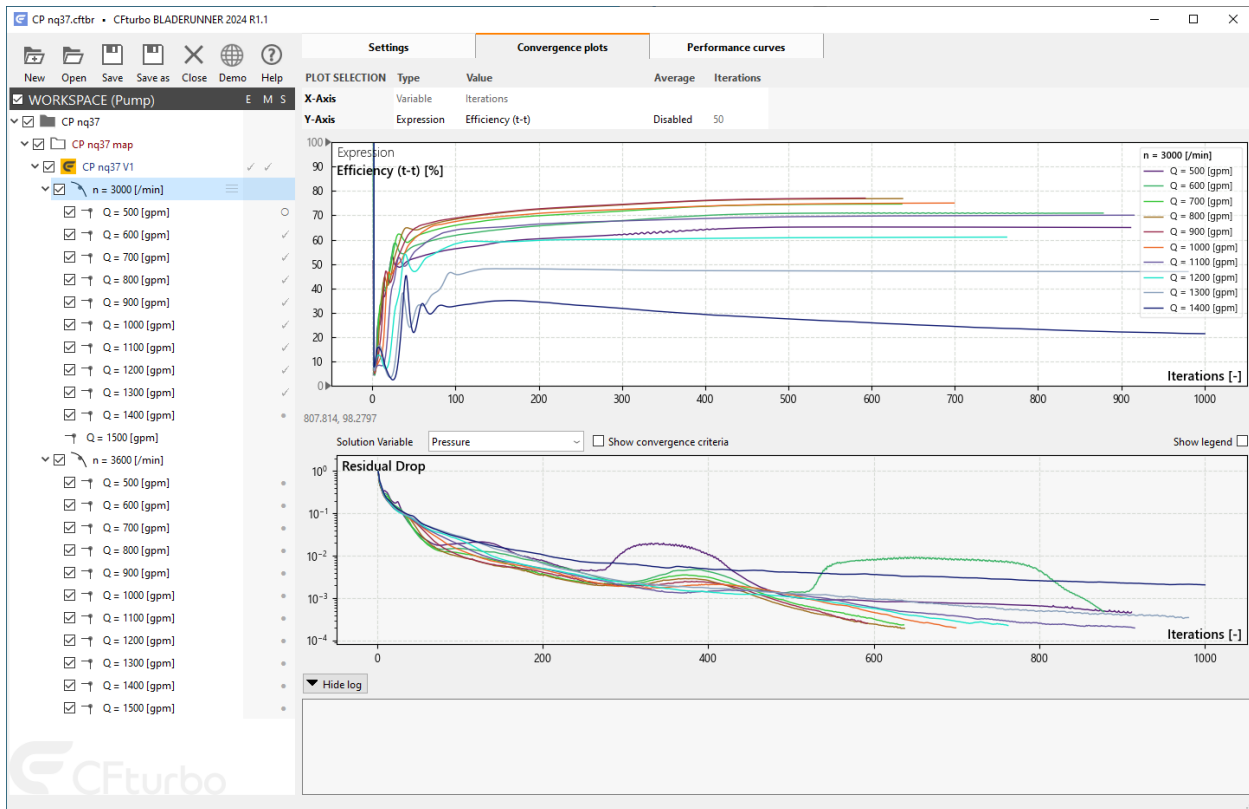 CP nq37.cftbr • CFturbo BLADERUNNER 2024 R1.1
New Open Save Save as Close Demo Help
WORKSPACE (Pump) E M S
CP nq37
CP nq37 map
CP nq37 V1
n = 3000 [/min]
Q = 500 [gpm]
Q = 600 [gpm]
Q = 700 [gpm]
Q = 800 [gpm]
Q = 900 [gpm]
Q = 1000 [gpm]
Q = 1100 [gpm]
Q = 1200 [gpm]
Q = 1300 [gpm]
Q = 1400 [gpm]
Q = 1500 [gpm]
n = 3600 [/min]
Q = 500 [gpm]
Q = 600 [gpm]
Q = 700 [gpm]
Q = 800 [gpm]
Q = 900 [gpm]
Q = 1000 [gpm]
Q = 1100 [gpm]
Q = 1200 [gpm]
Q = 1300 [gpm]
Q = 1400 [gpm]
Q = 1500 [gpm]
CFturbo
Settings Convergence plots Performance curves
PLOT SELECTION Type Value Average Iterations
X-Axis Variable Iterations
Y-Axis Expression Efficiency (t-t) Disabled 50
Expression
Efficiency (t-t) [%]
100
90
80
70
60
50
40
30
20
10
0
n = 3000 [/min]
Q = 500 [gpm]
Q = 600 [gpm]
Q = 700 [gpm]
Q = 800 [gpm]
Q = 900 [gpm]
Q = 1000 [gpm]
Q = 1100 [gpm]
Q = 1200 [gpm]
Q = 1300 [gpm]
Q = 1400 [gpm]
Iterations [-]
0 100 200 300 400 500 600 700 800 900 1000
807.814, 98.2797
Solution Variable Pressure Show convergence criteria Show legend
Residual Drop
10⁰
10⁻¹
10⁻²
10⁻³
10⁻⁴
Iterations [-]
0 200 400 600 800 1000
Hide log